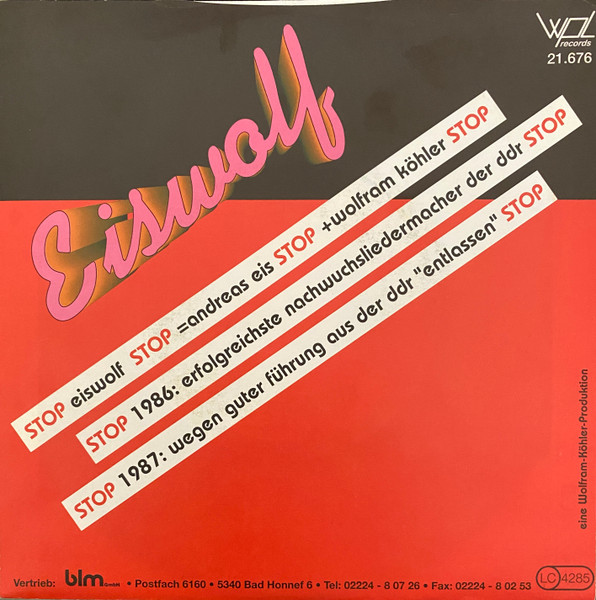 WPL
records
21.676
Eiswolf
STOP eiswolf STOP =andreas eis STOP +wolfram köhler STOP
STOP 1986: erfolgreichste nachwuchsliedermacher der ddr STOP
STOP 1987: wegen guter führung aus der ddr "entlassen" STOP
eine Wolfram-Köhler-Produktion
Vertrieb: blm GmbH • Postfach 6160 • 5340 Bad Honnef 6 • Tel: 02224 - 8 07 26 • Fax: 02224 - 8 02 53
LC 4285